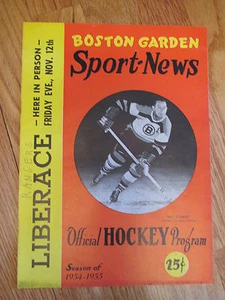 BOSTON GARDEN
Sport-News
LIBERACE
— HERE IN PERSON —
FRIDAY EVE., NOV. 12th
B
Official HOCKEY Program
Season of
1954-1955
25¢